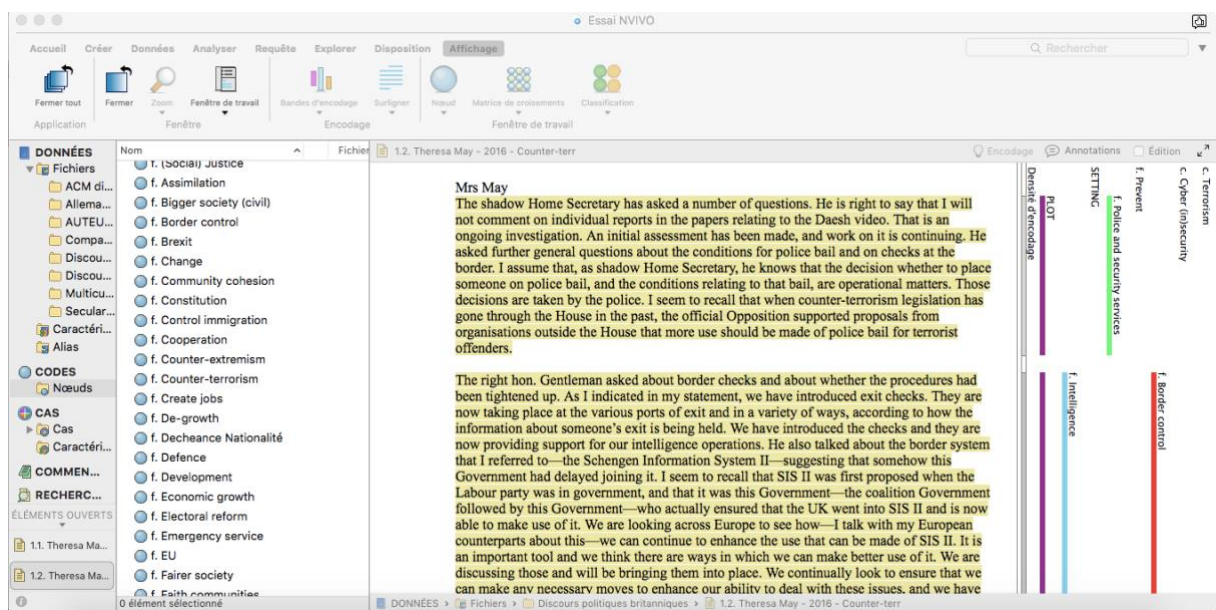 Essai NVIVO
Accueil Créer Données Analyser Requête Explorer Disposition Affichage
Rechercher
Fermer tout Fermer Zoom Fenêtre de travail Bandes d'encodage Surligner Nœud Matrice de croisements Classification
Application Fenêtre Encodage Fenêtre de travail
DONNÉES
Fichiers
ACM di...
Allema...
AUTEU...
Compa...
Discou...
Discou...
Multicu...
Secular...
Caractéri...
Alias
CODES
Nœuds
CAS
Cas
Caractéri...
COMMEN...
RECHERC...
ÉLÉMENTS OUVERTS
1.1. Theresa Ma...
1.2. Theresa Ma...
Nom Fichier
f. (Social) Justice
f. Assimilation
f. Bigger society (civil)
f. Border control
f. Brexit
f. Change
f. Community cohesion
f. Constitution
f. Control immigration
f. Cooperation
f. Counter-extremism
f. Counter-terrorism
f. Create jobs
f. De-growth
f. Decheance Nationalité
f. Defence
f. Development
f. Economic growth
f. Electoral reform
f. Emergency service
f. EU
f. Fairer society
f. Faith communities
0 élément sélectionné
1.2. Theresa May - 2016 - Counter-terr
Encodage Annotations Édition
Mrs May
The shadow Home Secretary has asked a number of questions. He is right to say that I will
not comment on individual reports in the papers relating to the Daesh video. That is an
ongoing investigation. An initial assessment has been made, and work on it is continuing. He
asked further general questions about the conditions for police bail and on checks at the
border. I assume that, as shadow Home Secretary, he knows that the decision whether to place
someone on police bail, and the conditions relating to that bail, are operational matters. Those
decisions are taken by the police. I seem to recall that when counter-terrorism legislation has
gone through the House in the past, the official Opposition supported proposals from
organisations outside the House that more use should be made of police bail for terrorist
offenders.
The right hon. Gentleman asked about border checks and about whether the procedures had
been tightened up. As I indicated in my statement, we have introduced exit checks. They are
now taking place at the various ports of exit and in a variety of ways, according to how the
information about someone's exit is being held. We have introduced the checks and they are
now providing support for our intelligence operations. He also talked about the border system
that I referred to—the Schengen Information System II—suggesting that somehow this
Government had delayed joining it. I seem to recall that SIS II was first proposed when the
Labour party was in government, and that it was this Government—the coalition Government
followed by this Government—who actually ensured that the UK went into SIS II and is now
able to make use of it. We are looking across Europe to see how—I talk with my European
counterparts about this—we can continue to enhance the use that can be made of SIS II. It is
an important tool and we think there are ways in which we can make better use of it. We are
discussing those and will be bringing them into place. We continually look to ensure that we
can make any necessary moves to enhance our ability to deal with these issues, and we have
Densité d'encodage
PLOT
f. Intelligence
SETTING
f. Police and security services
f. Prevent
f. Border control
c. Cyber (in)security
c. Terrorism
DONNÉES > Fichiers > Discours politiques britanniques > 1.2. Theresa May - 2016 - Counter-terr